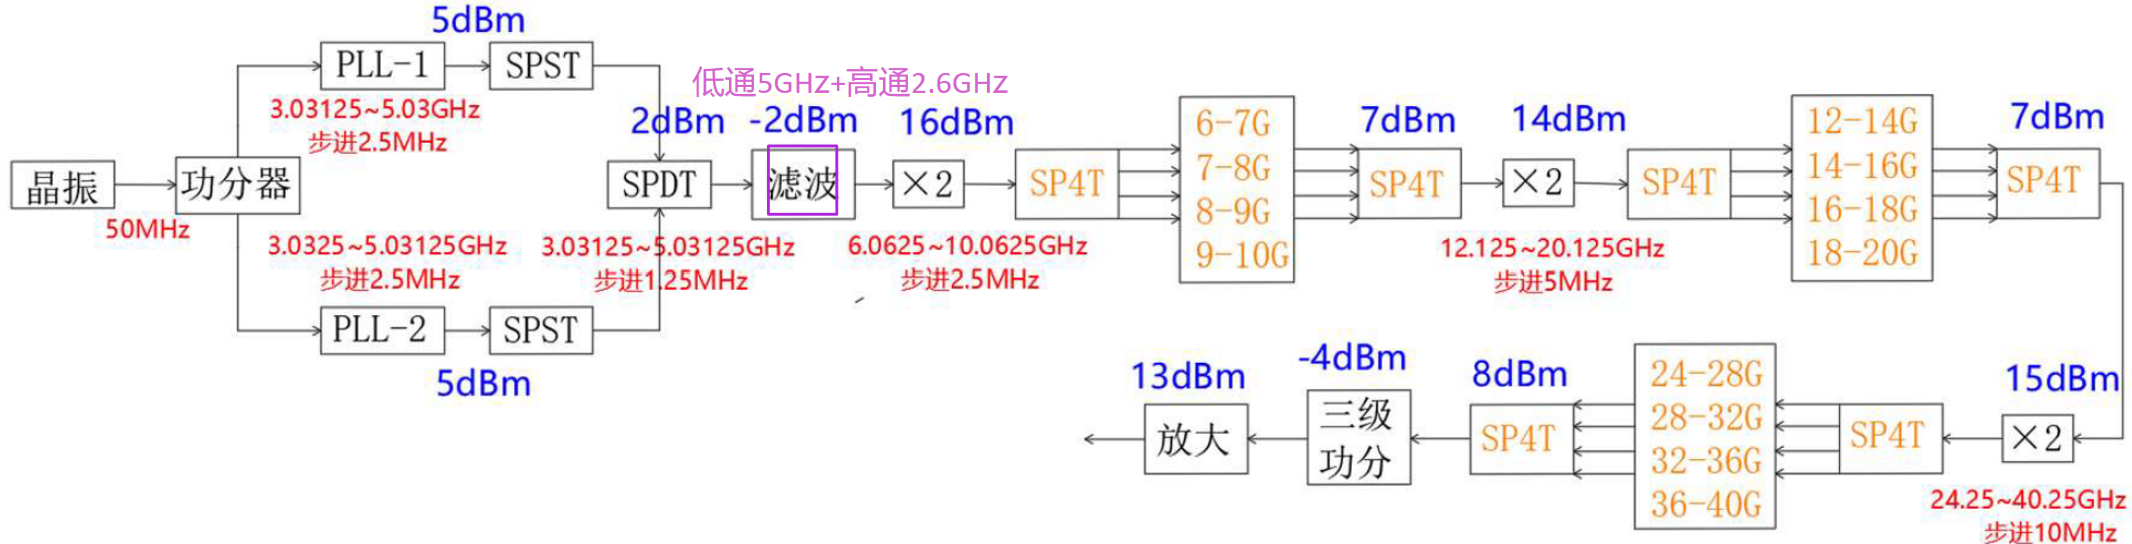 5dBm
PLL-1
SPST
3.03125~5.03GHz
步进2.5MHz
晶振
50MHz
功分器
3.0325~5.03125GHz
步进2.5MHz
PLL-2
SPST
5dBm
2dBm
SPDT
3.03125~5.03125GHz
步进1.25MHz
低通5GHz+高通2.6GHz
-2dBm
滤波
16dBm
×2
6.0625~10.0625GHz
步进2.5MHz
SP4T
6-7G
7-8G
8-9G
9-10G
7dBm
SP4T
14dBm
×2
12.125~20.125GHz
步进5MHz
SP4T
12-14G
14-16G
16-18G
18-20G
7dBm
SP4T
15dBm
×2
24.25~40.25GHz
步进10MHz
SP4T
24-28G
28-32G
32-36G
36-40G
8dBm
SP4T
-4dBm
三级
功分
13dBm
放大